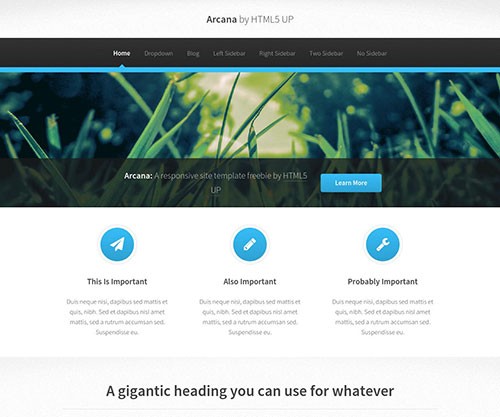 Arcana by HTML5 UP
Home Dropdown Blog Left Sidebar Right Sidebar Two Sidebar No Sidebar
Arcana: A responsive site template freebie by HTML5
UP
Learn More
This Is Important
Duis neque nisi, dapibus sed mattis et
quis, nibh. Sed et dapibus nisl amet
mattis, sed a rutrum accumsan sed.
Suspendisse eu.
Also Important
Duis neque nisi, dapibus sed mattis et
quis, nibh. Sed et dapibus nisl amet
mattis, sed a rutrum accumsan sed.
Suspendisse eu.
Probably Important
Duis neque nisi, dapibus sed mattis et
quis, nibh. Sed et dapibus nisl amet
mattis, sed a rutrum accumsan sed.
Suspendisse eu.
A gigantic heading you can use for whatever